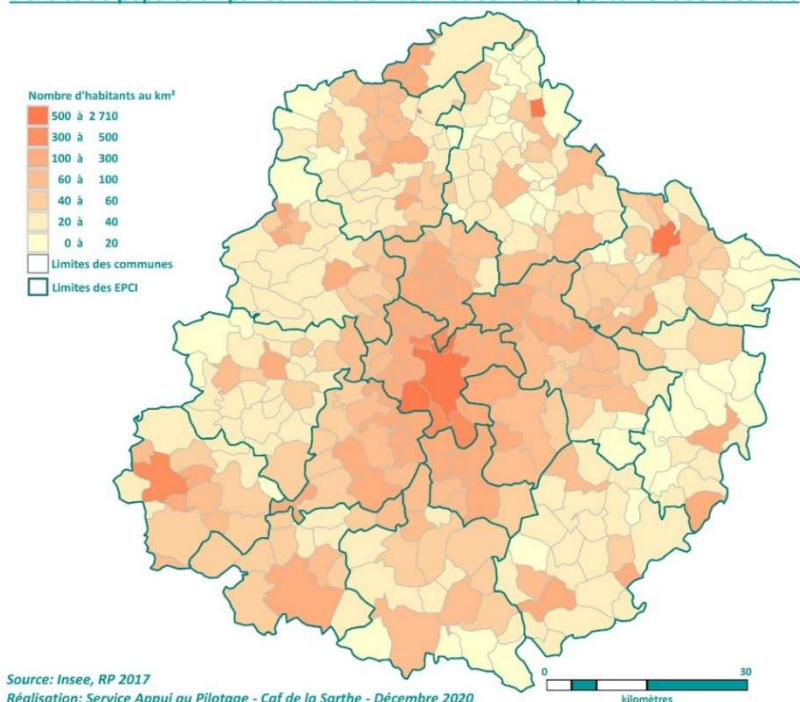 Nombre d'habitants au km²
500 à 2 710
300 à 500
100 à 300
60 à 100
40 à 60
20 à 40
0 à 20
Limites des communes
Limites des EPCI
0 30
kilomètres
Source: Insee, RP 2017
Réalisation: Service Appui au Pilotage - Caf de la Sarthe - Décembre 2020